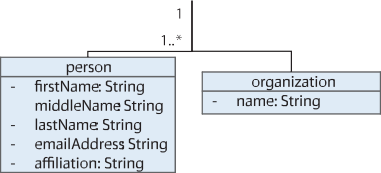 1
1..*
person
- firstName: String
middleName: String
- lastName: String
- emailAddress: String
- affiliation: String
organization
- name: String